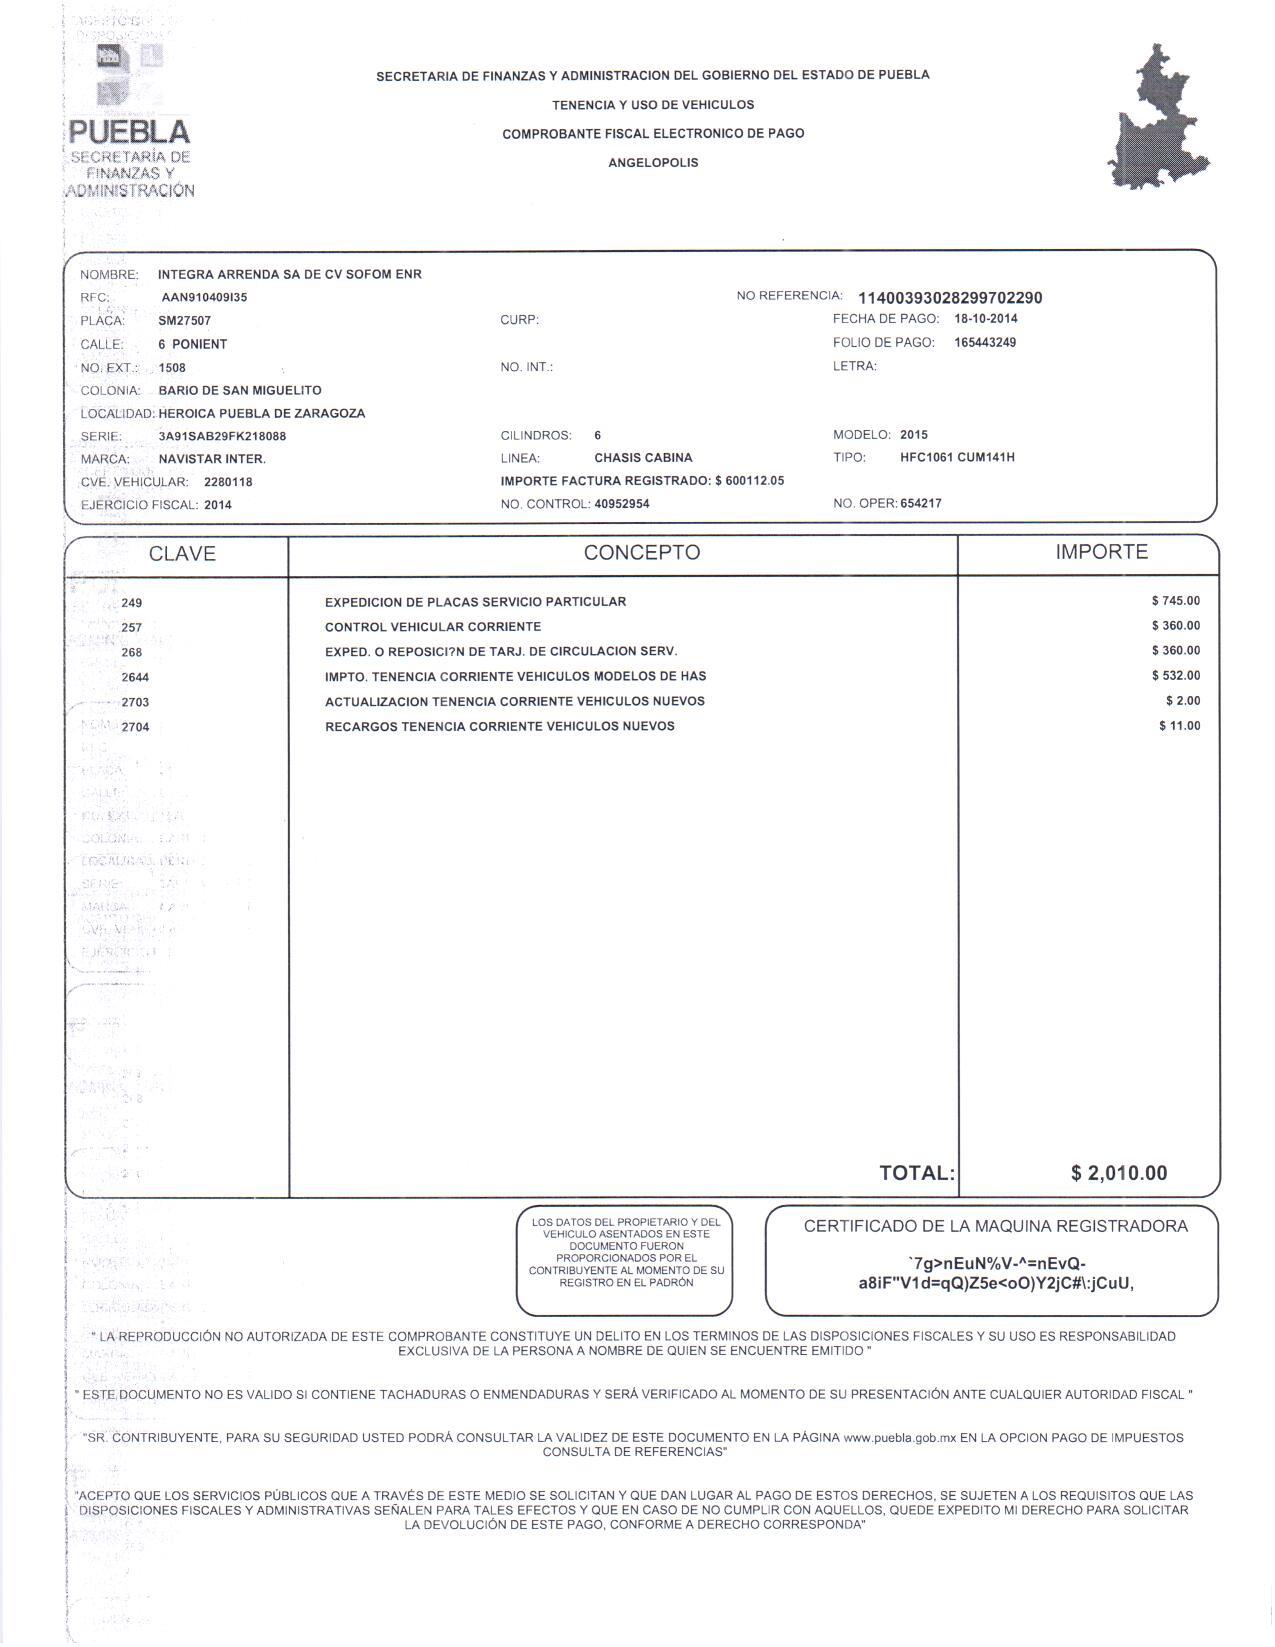 PUEBLA
SECRETARÍA DE
FINANZAS Y
ADMINISTRACIÓN
SECRETARIA DE FINANZAS Y ADMINISTRACION DEL GOBIERNO DEL ESTADO DE PUEBLA
TENENCIA Y USO DE VEHICULOS
COMPROBANTE FISCAL ELECTRONICO DE PAGO
ANGELOPOLIS
NOMBRE: INTEGRA ARRENDA SA DE CV SOFOM ENR
RFC: AAN910409I35 NO REFERENCIA: 11400393028299702290
PLACA: SM27507 CURP: FECHA DE PAGO: 18-10-2014
CALLE: 6 PONIENT FOLIO DE PAGO: 165443249
NO. EXT.: 1508 NO. INT.: LETRA:
COLONIA: BARIO DE SAN MIGUELITO
LOCALIDAD: HEROICA PUEBLA DE ZARAGOZA
SERIE: 3A91SAB29FK218088 CILINDROS: 6 MODELO: 2015
MARCA: NAVISTAR INTER. LINEA: CHASIS CABINA TIPO: HFC1061 CUM141H
CVE. VEHICULAR: 2280118 IMPORTE FACTURA REGISTRADO: $ 600112.05
EJERCICIO FISCAL: 2014 NO. CONTROL: 40952954 NO. OPER: 654217
CLAVE CONCEPTO IMPORTE
249 EXPEDICION DE PLACAS SERVICIO PARTICULAR $ 745.00
257 CONTROL VEHICULAR CORRIENTE $ 360.00
268 EXPED. O REPOSICI?N DE TARJ. DE CIRCULACION SERV. $ 360.00
2644 IMPTO. TENENCIA CORRIENTE VEHICULOS MODELOS DE HAS $ 532.00
2703 ACTUALIZACION TENENCIA CORRIENTE VEHICULOS NUEVOS $ 2.00
2704 RECARGOS TENENCIA CORRIENTE VEHICULOS NUEVOS $ 11.00
TOTAL: $ 2,010.00
LOS DATOS DEL PROPIETARIO Y DEL
VEHICULO ASENTADOS EN ESTE
DOCUMENTO FUERON
PROPORCIONADOS POR EL
CONTRIBUYENTE AL MOMENTO DE SU
REGISTRO EN EL PADRÓN
CERTIFICADO DE LA MAQUINA REGISTRADORA
`7g>nEuN%V-^=nEvQ-
a8iF"V1d=qQ)Z5e<oO)Y2jC#\:jCuU,
" LA REPRODUCCIÓN NO AUTORIZADA DE ESTE COMPROBANTE CONSTITUYE UN DELITO EN LOS TERMINOS DE LAS DISPOSICIONES FISCALES Y SU USO ES RESPONSABILIDAD
EXCLUSIVA DE LA PERSONA A NOMBRE DE QUIEN SE ENCUENTRE EMITIDO "
" ESTE DOCUMENTO NO ES VALIDO SI CONTIENE TACHADURAS O ENMENDADURAS Y SERÁ VERIFICADO AL MOMENTO DE SU PRESENTACIÓN ANTE CUALQUIER AUTORIDAD FISCAL "
"SR. CONTRIBUYENTE, PARA SU SEGURIDAD USTED PODRÁ CONSULTAR LA VALIDEZ DE ESTE DOCUMENTO EN LA PÁGINA www.puebla.gob.mx EN LA OPCION PAGO DE IMPUESTOS
CONSULTA DE REFERENCIAS"
"ACEPTO QUE LOS SERVICIOS PÚBLICOS QUE A TRAVÉS DE ESTE MEDIO SE SOLICITAN Y QUE DAN LUGAR AL PAGO DE ESTOS DERECHOS, SE SUJETEN A LOS REQUISITOS QUE LAS
DISPOSICIONES FISCALES Y ADMINISTRATIVAS SEÑALEN PARA TALES EFECTOS Y QUE EN CASO DE NO CUMPLIR CON AQUELLOS, QUEDE EXPEDITO MI DERECHO PARA SOLICITAR
LA DEVOLUCIÓN DE ESTE PAGO, CONFORME A DERECHO CORRESPONDA"